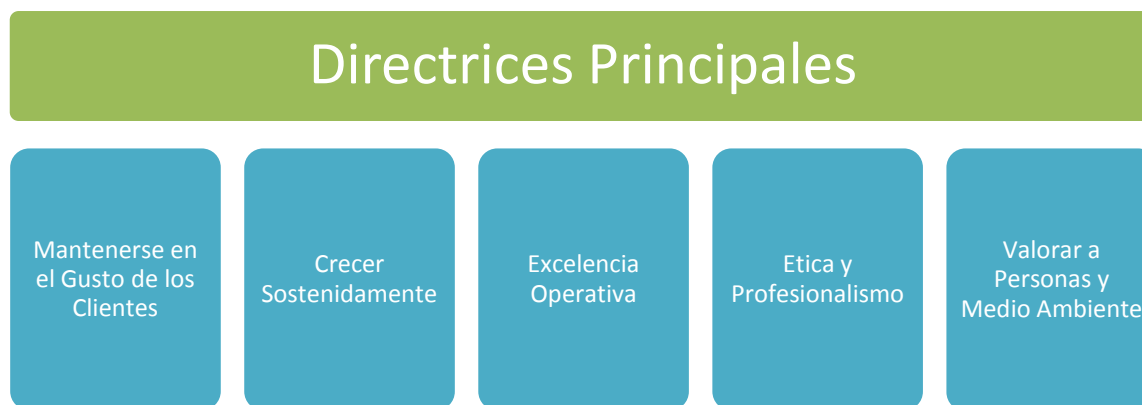 Directrices Principales
Mantenerse en
el Gusto de los
Clientes
Crecer
Sostenidamente
Excelencia
Operativa
Etica y
Profesionalismo
Valorar a
Personas y
Medio Ambiente